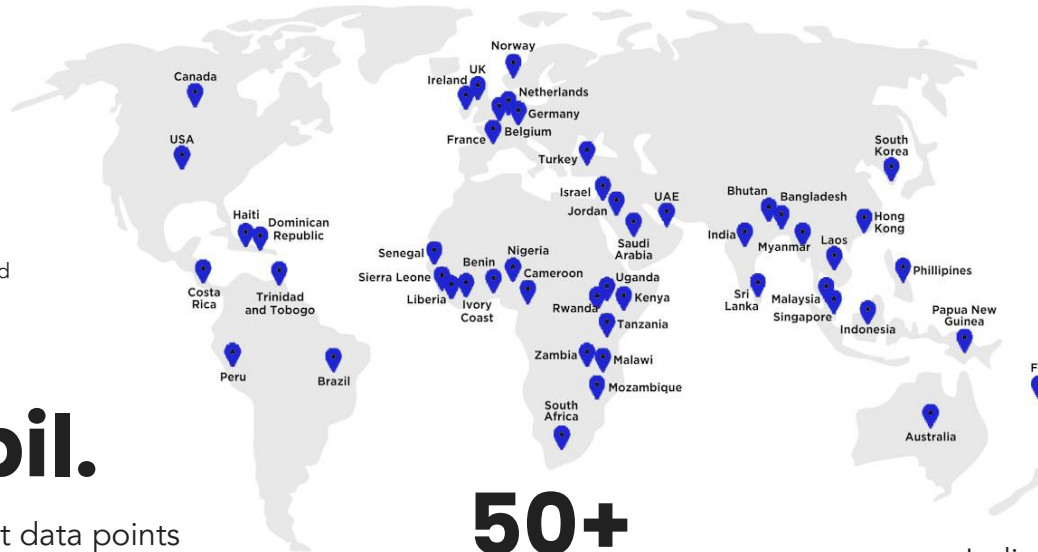 Norway
Canada
UK
Ireland
Netherlands
Germany
Belgium
France
USA
Turkey
South
Korea
Israel
Jordan
UAE
Bhutan
Bangladesh
Haiti
Dominican
Republic
Hong
Kong
India
Myanmar
Laos
Saudi
Arabia
Senegal
Benin
Nigeria
Cameroon
Sierra Leone
Liberia
Ivory
Coast
Uganda
Kenya
Rwanda
Phillipines
Costa
Rica
Trinidad
and Tobogo
Sri
Lanka
Malaysia
Singapore
Indonesia
Papua New
Guinea
Tanzania
Zambia
Malawi
Peru
Brazil
Mozambique
South
Africa
Australia
oil.
50+
t data points